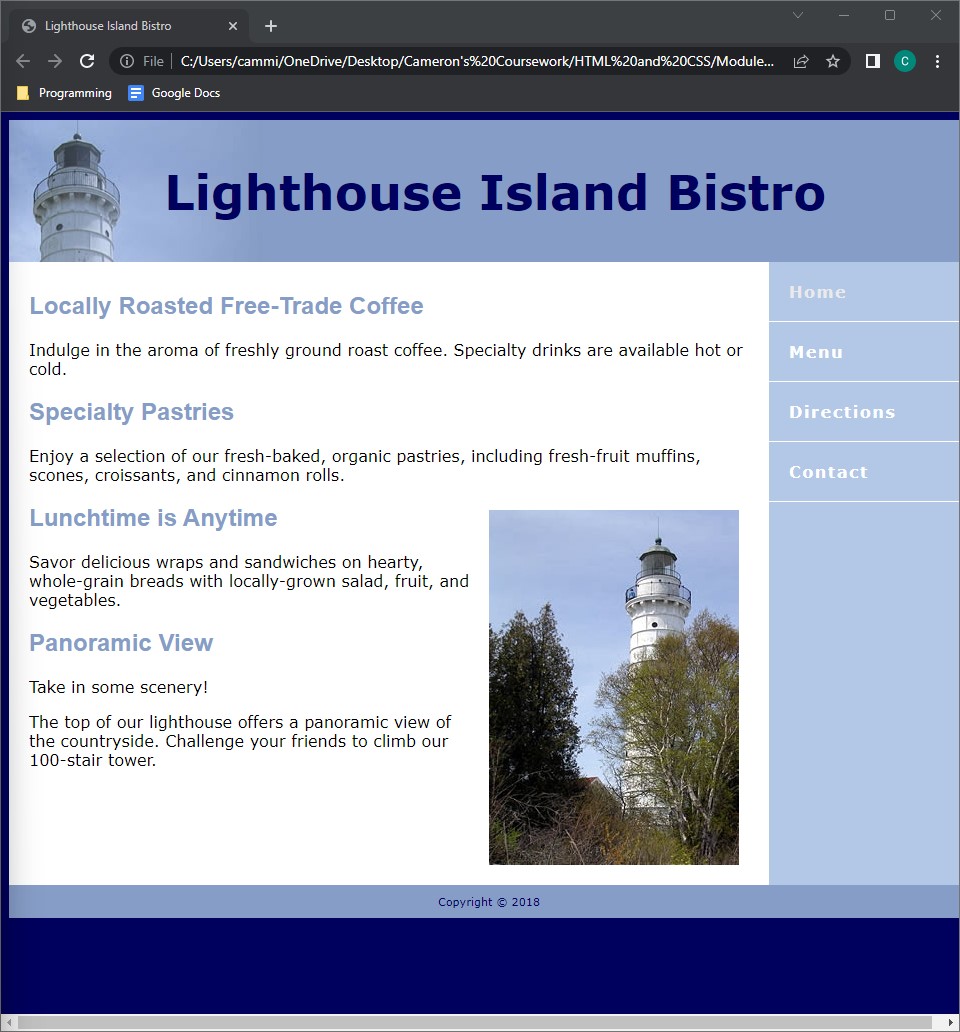 Lighthouse Island Bistro
File
C:/Users/cammi/OneDrive/Desktop/Cameron's%20Coursework/HTML%20and%20CSS/Module...
C
Programming
Google Docs
Lighthouse Island Bistro
Home
Menu
Directions
Contact
Locally Roasted Free-Trade Coffee
Indulge in the aroma of freshly ground roast coffee. Specialty drinks are available hot or
cold.
Specialty Pastries
Enjoy a selection of our fresh-baked, organic pastries, including fresh-fruit muffins,
scones, croissants, and cinnamon rolls.
Lunchtime is Anytime
Savor delicious wraps and sandwiches on hearty,
whole-grain breads with locally-grown salad, fruit, and
vegetables.
Panoramic View
Take in some scenery!
The top of our lighthouse offers a panoramic view of
the countryside. Challenge your friends to climb our
100-stair tower.
Copyright © 2018